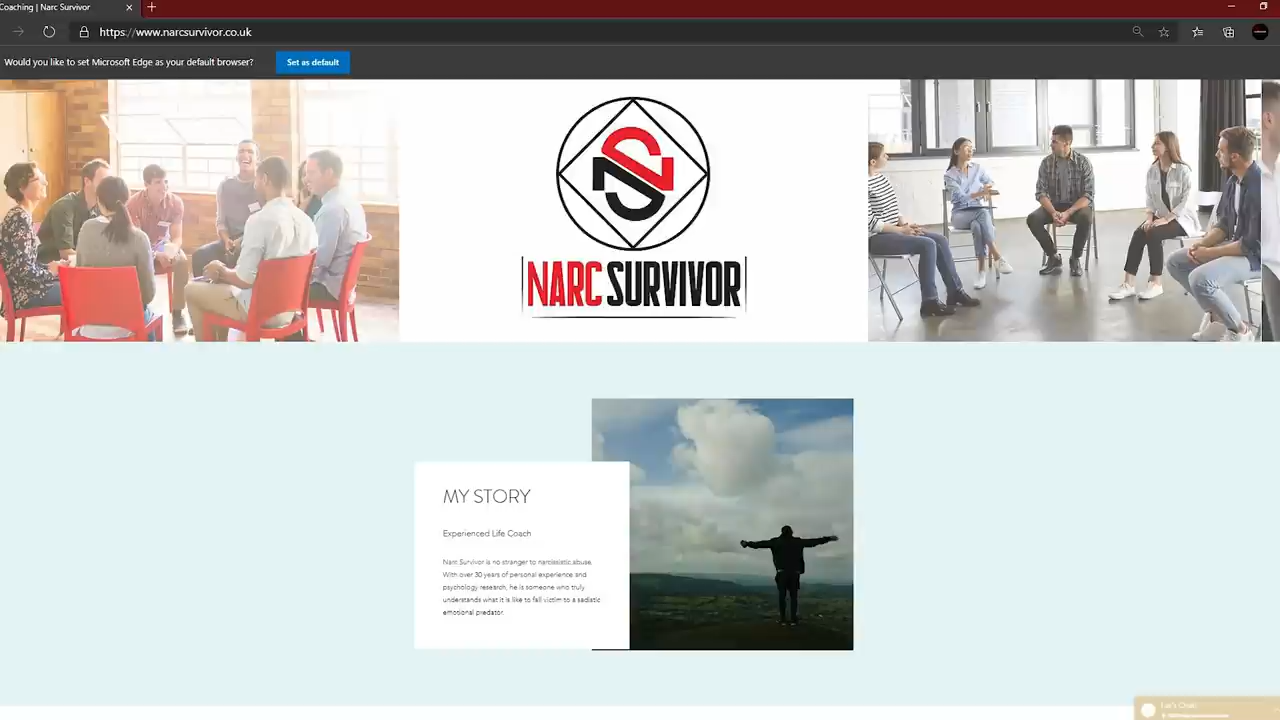 Coaching | Narc Survivor
https://www.narcsurvivor.co.uk
Would you like to set Microsoft Edge as your default browser?
Set as default
NARC SURVIVOR
MY STORY
Experienced Life Coach
Narc Survivor is no stranger to narcissistic abuse.
With over 30 years of personal experience and
psychology research, he is someone who truly
understands what it is like to fall victim to a sadistic
emotional predator.
Let's Chat